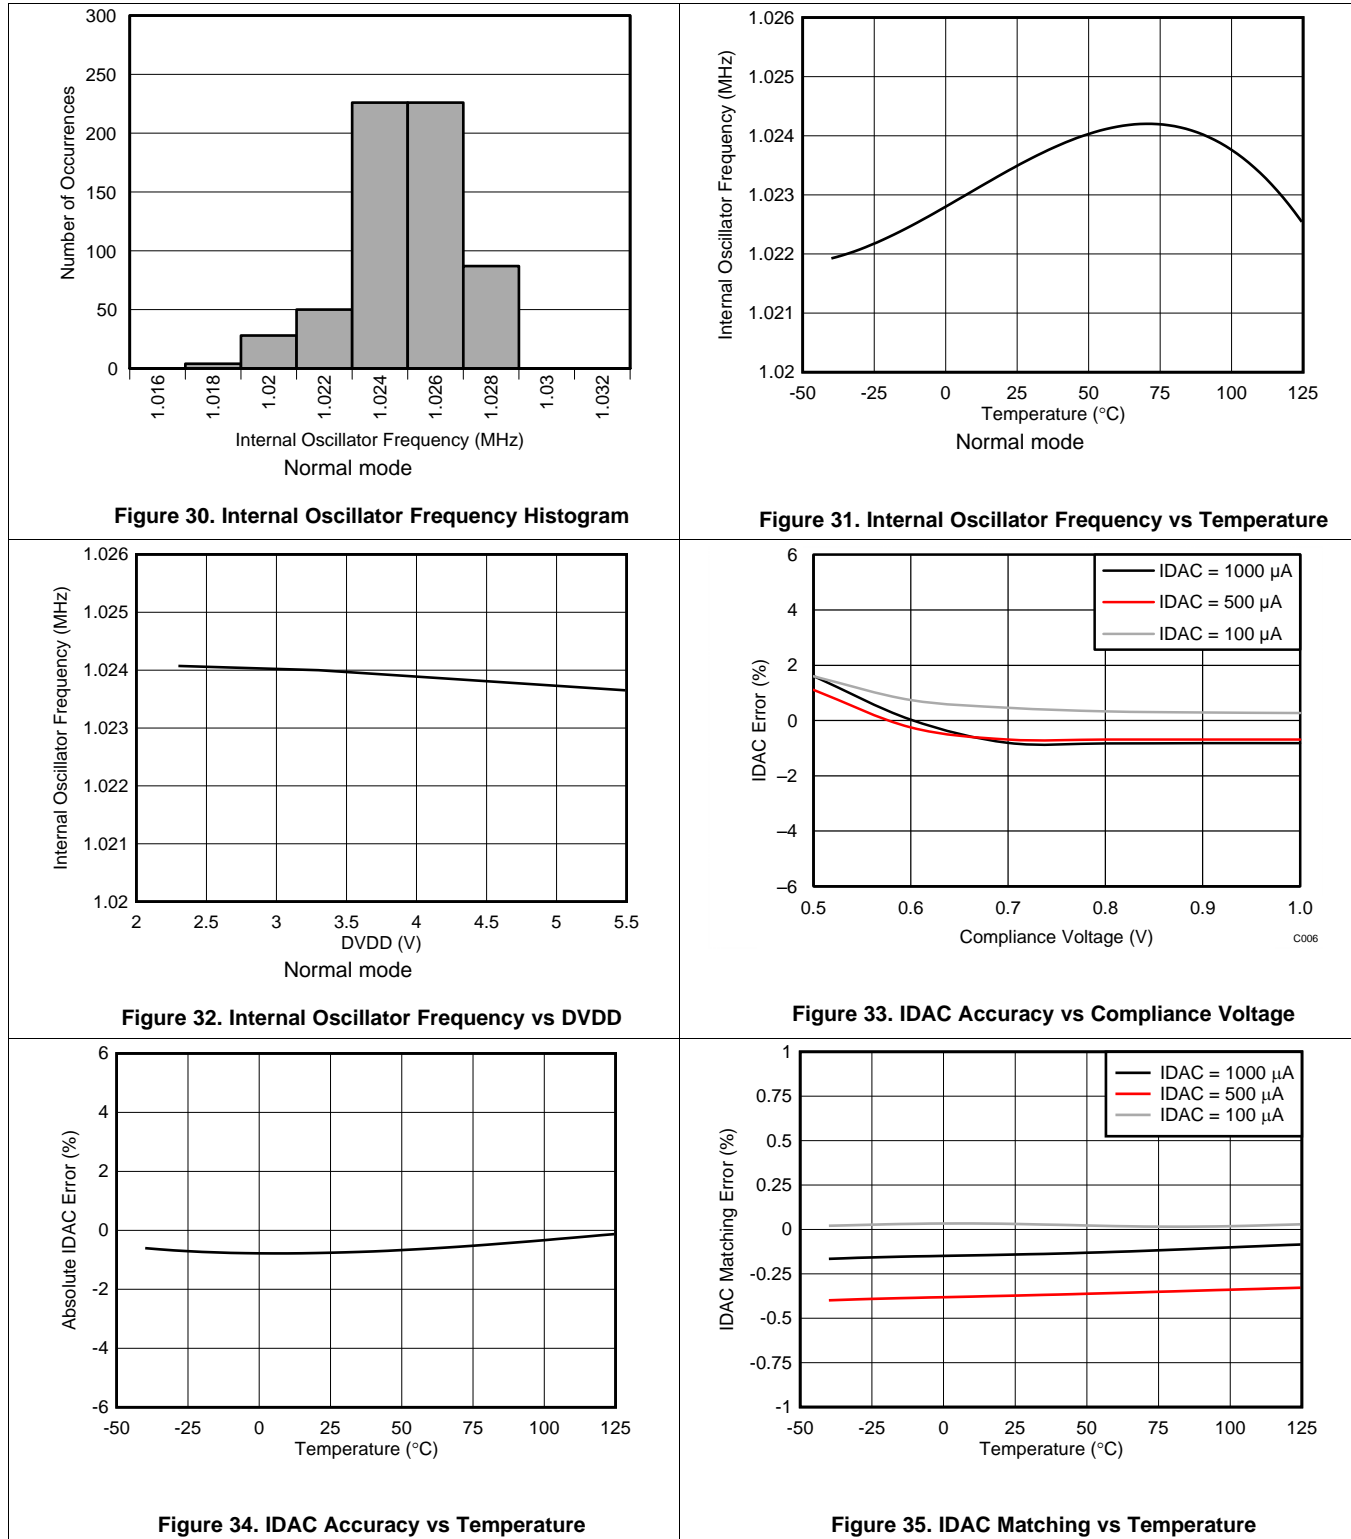 300
250
200
150
100
50
0
Number of Occurrences
1.016
1.018
1.02
1.022
1.024
1.026
1.028
1.03
1.032
Internal Oscillator Frequency (MHz)
Normal mode
Figure 30. Internal Oscillator Frequency Histogram
1.026
1.025
1.024
1.023
1.022
1.021
1.02
Internal Oscillator Frequency (MHz)
-50 -25 0 25 50 75 100 125
Temperature (°C)
Normal mode
Figure 31. Internal Oscillator Frequency vs Temperature
1.026
1.025
1.024
1.023
1.022
1.021
1.02
Internal Oscillator Frequency (MHz)
2 2.5 3 3.5 4 4.5 5 5.5
DVDD (V)
Normal mode
Figure 32. Internal Oscillator Frequency vs DVDD
6
4
2
0
–2
–4
–6
IDAC Error (%)
IDAC = 1000 µA
IDAC = 500 µA
IDAC = 100 µA
0.5 0.6 0.7 0.8 0.9 1.0
Compliance Voltage (V)
C006
Figure 33. IDAC Accuracy vs Compliance Voltage
6
4
2
0
-2
-4
-6
Absolute IDAC Error (%)
-50 -25 0 25 50 75 100 125
Temperature (°C)
Figure 34. IDAC Accuracy vs Temperature
1
0.75
0.5
0.25
0
-0.25
-0.5
-0.75
-1
IDAC Matching Error (%)
IDAC = 1000 µA
IDAC = 500 µA
IDAC = 100 µA
-50 -25 0 25 50 75 100 125
Temperature (°C)
Figure 35. IDAC Matching vs Temperature